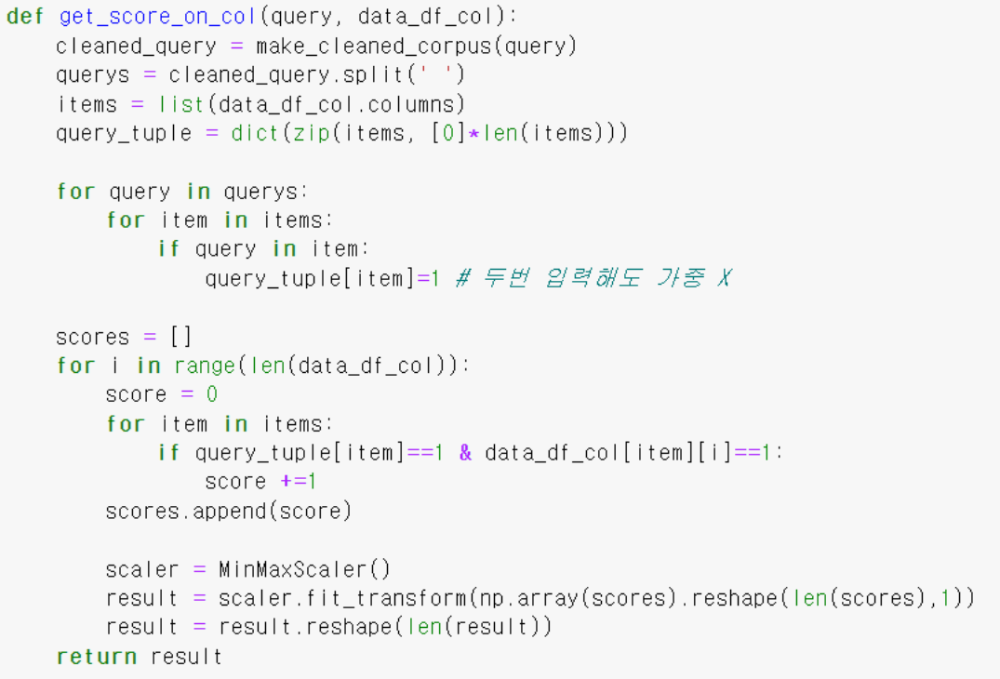 def get_score_on_col(query, data_df_col):
    cleaned_query = make_cleaned_corpus(query)
    querys = cleaned_query.split(' ')
    items = list(data_df_col.columns)
    query_tuple = dict(zip(items, [0]*len(items)))

    for query in querys:
        for item in items:
            if query in item:
                query_tuple[item]=1 # 두번 입력해도 가중 X

    scores = []
    for i in range(len(data_df_col)):
        score = 0
        for item in items:
            if query_tuple[item]==1 & data_df_col[item][i]==1:
                score +=1
        scores.append(score)

        scaler = MinMaxScaler()
        result = scaler.fit_transform(np.array(scores).reshape(len(scores),1))
        result = result.reshape(len(result))
    return result